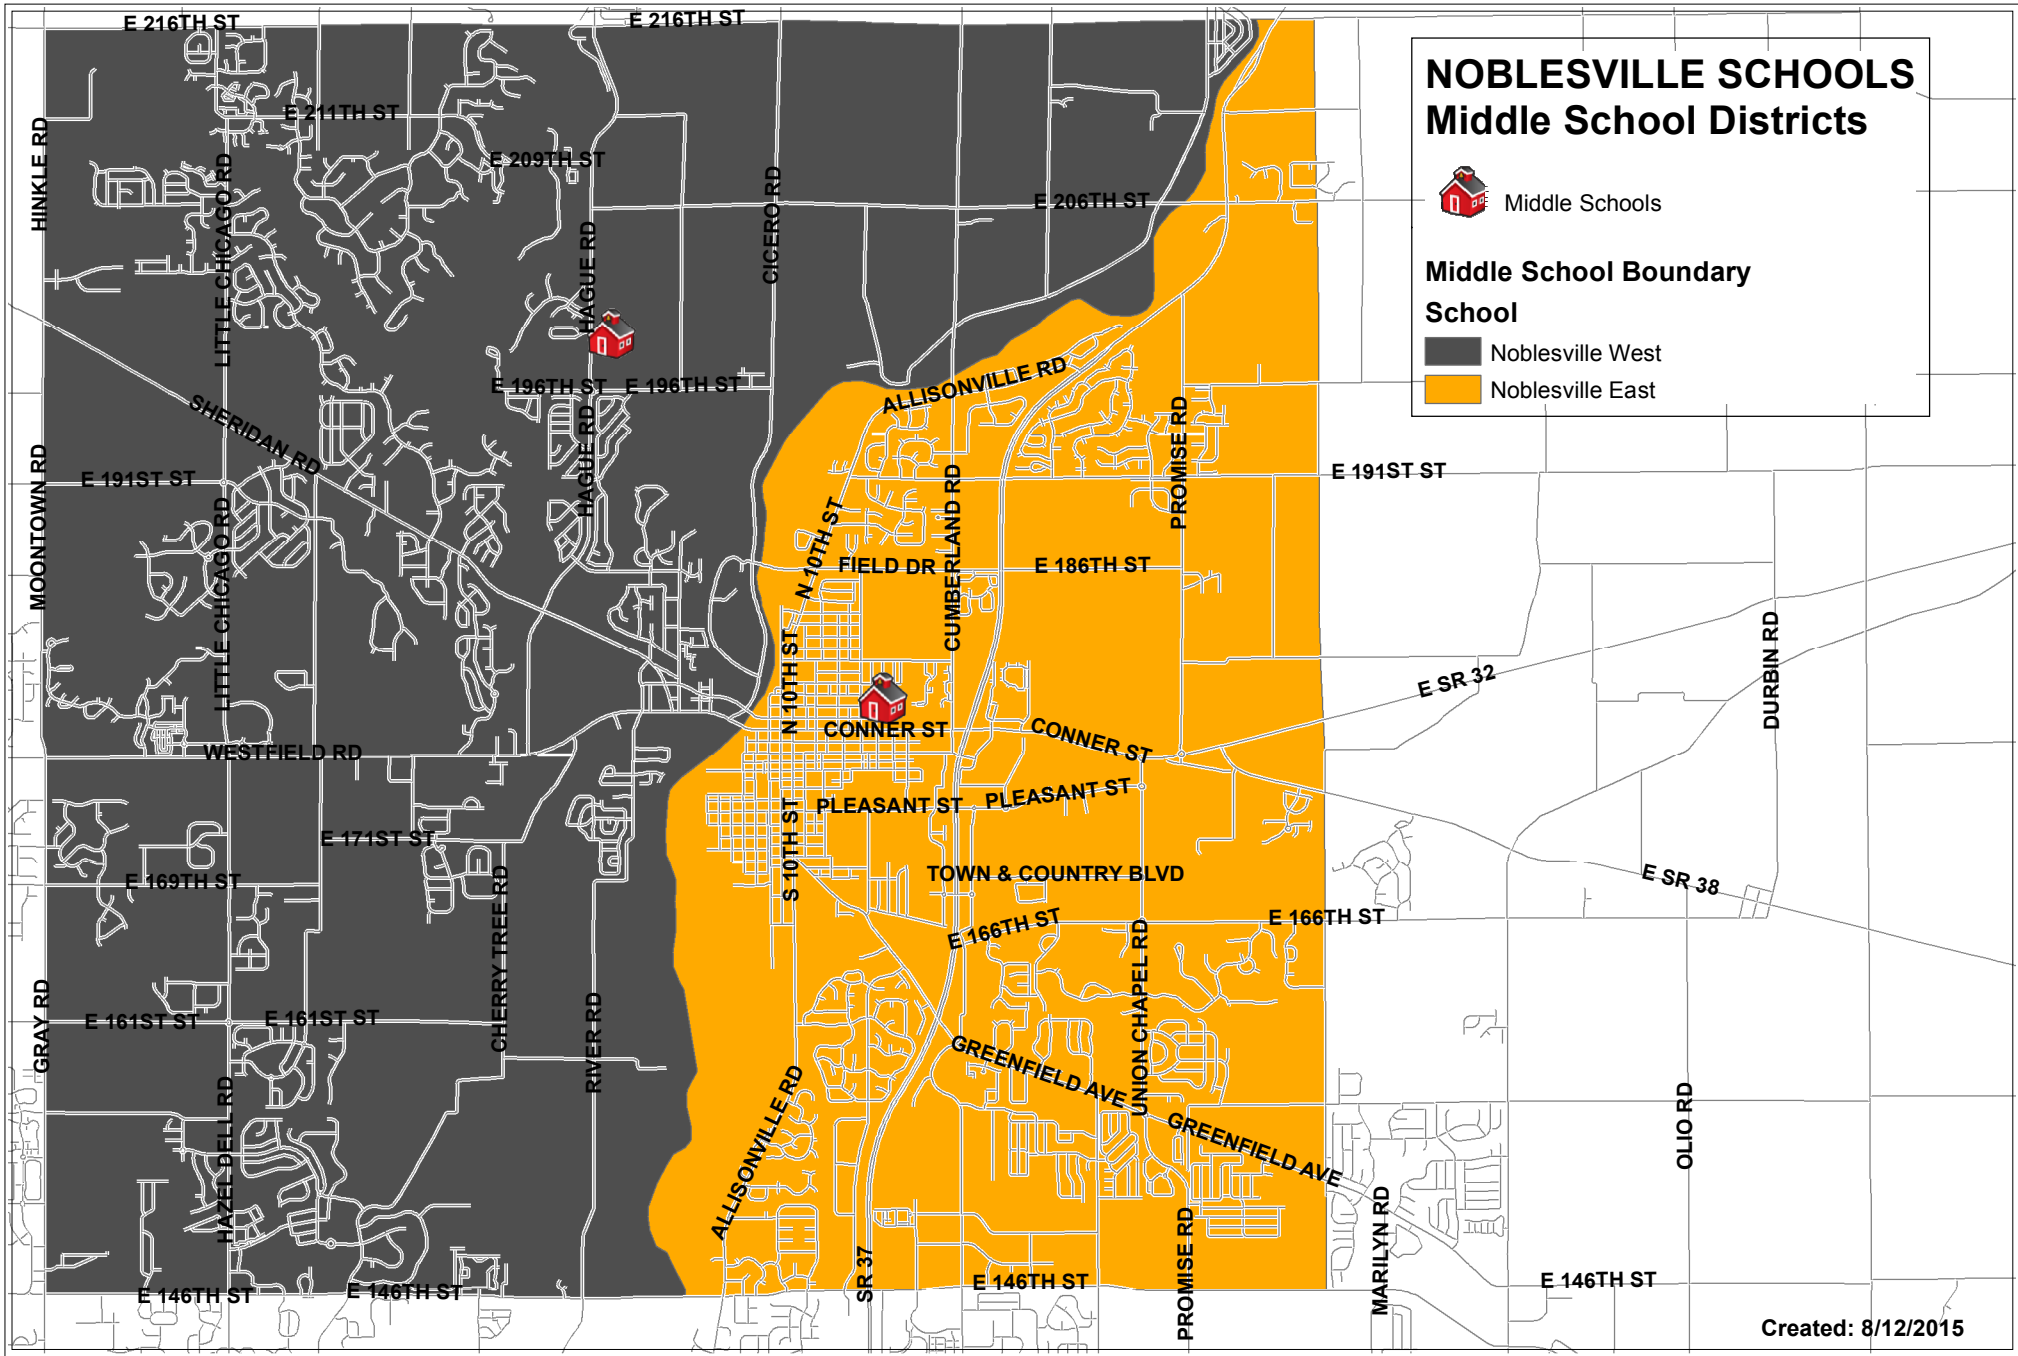 E 216TH ST
E 216TH ST
NOBLESVILLE SCHOOLS
Middle School Districts
Middle Schools
Middle School Boundary
School
Noblesville West
Noblesville East
E 211TH ST
HINKLE RD
E 209TH ST
LITTLE CHICAGO RD
CICERO RD
E 206TH ST
HAGUE RD
E 196TH ST
E 196TH ST
ALLISONVILLE RD
SHERIDAN RD
HAGUE RD
PROMISE RD
MOONTOWN RD
E 191ST ST
E 191ST ST
LITTLE CHICAGO RD
N 10TH ST
CUMBERLAND RD
FIELD DR
E 186TH ST
N 10TH ST
E SR 32
DURBIN RD
CONNER ST
CONNER ST
WESTFIELD RD
PLEASANT ST
PLEASANT ST
E 171ST ST
S 10TH ST
TOWN & COUNTRY BLVD
E 169TH ST
E SR 38
CHERRY TREE RD
E 166TH ST
E 166TH ST
UNION CHAPEL RD
GRAY RD
E 161ST ST
E 161ST ST
RIVER RD
GREENFIELD AVE
GREENFIELD AVE
HAZEL DELL RD
ALLISONVILLE RD
OLIO RD
MARILYN RD
PROMISE RD
SR 37
E 146TH ST
E 146TH ST
E 146TH ST
E 146TH ST
Created: 8/12/2015